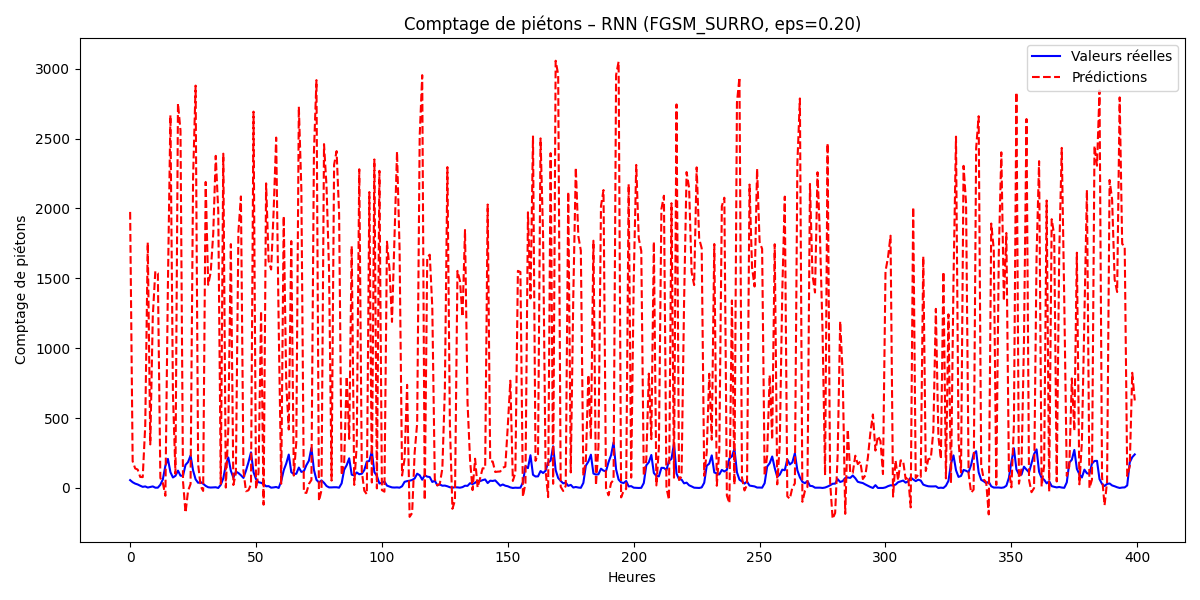 Comptage de piétons – RNN (FGSM_SURRO, eps=0.20)
Valeurs réelles
Prédictions
Comptage de piétons
3000
2500
2000
1500
1000
500
0
0 50 100 150 200 250 300 350 400
Heures